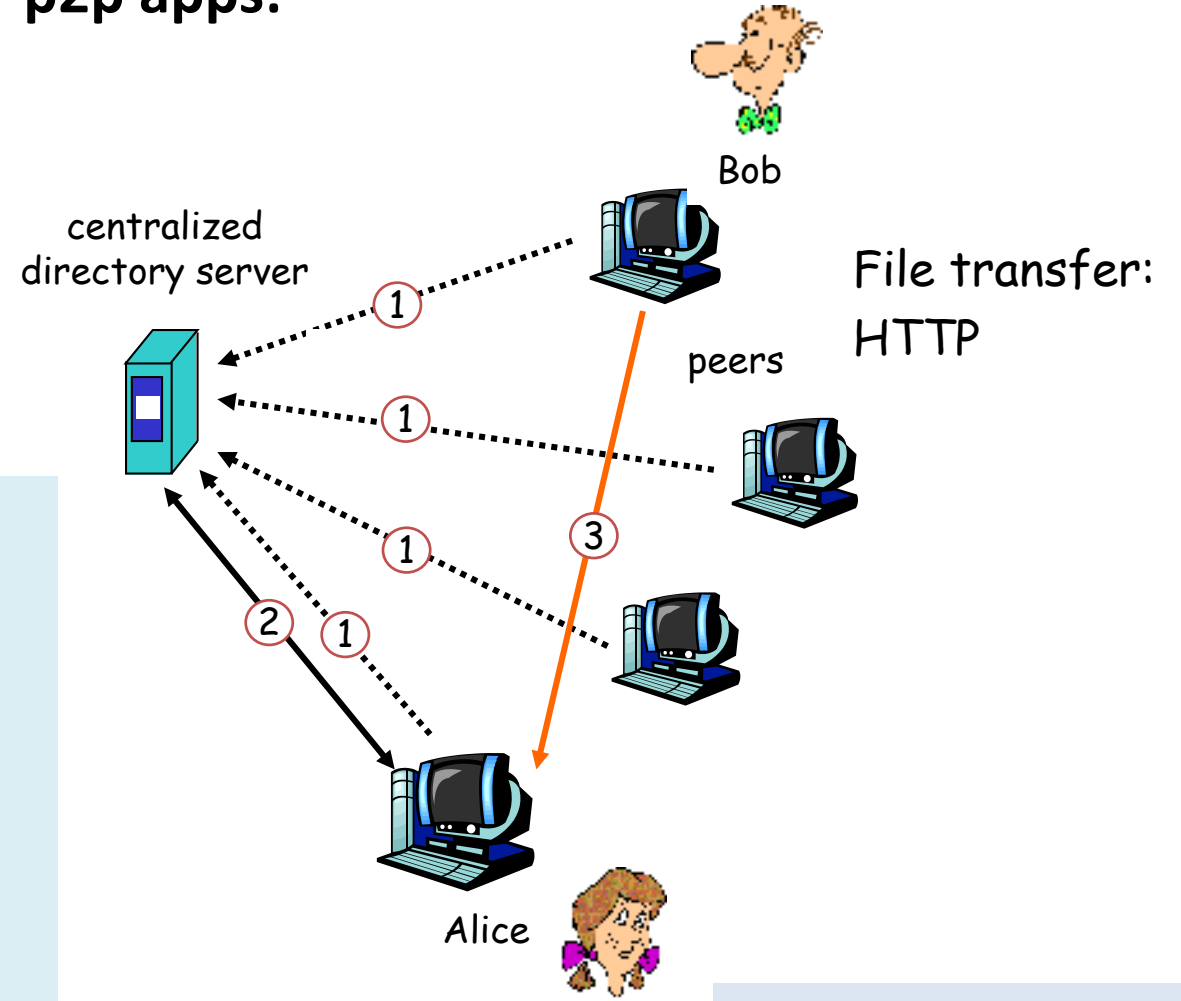 p2p apps:
Bob
centralized
directory server
File transfer:
HTTP
1
peers
1
3
1
2
1
Alice